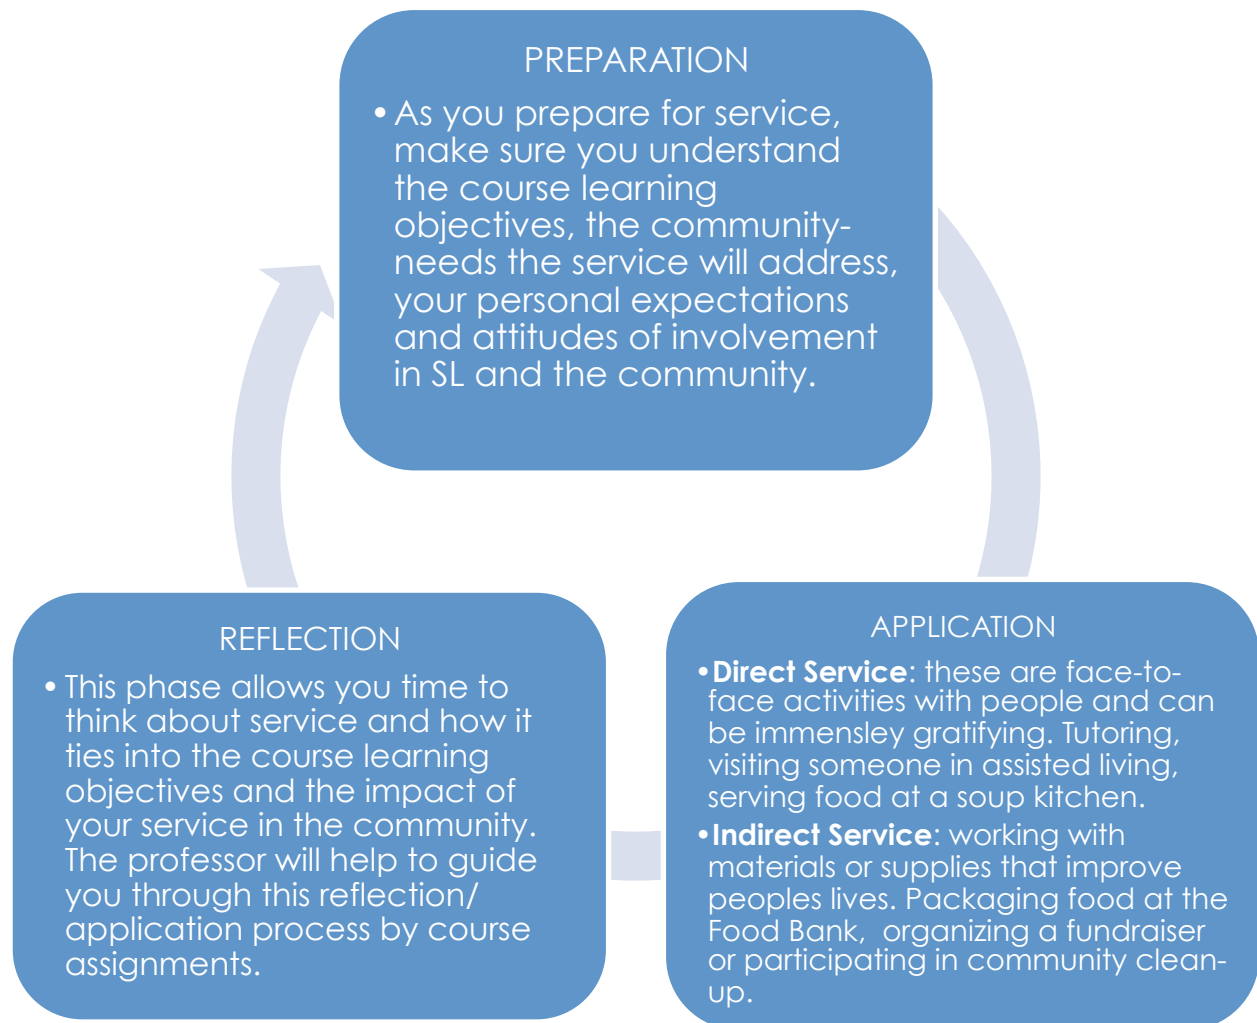 PREPARATION
• As you prepare for service,
make sure you understand
the course learning
objectives, the community-
needs the service will address,
your personal expectations
and attitudes of involvement
in SL and the community.
APPLICATION
•Direct Service: these are face-to-
face activities with people and can
be immensley gratifying. Tutoring,
visiting someone in assisted living,
serving food at a soup kitchen.
•Indirect Service: working with
materials or supplies that improve
peoples lives. Packaging food at the
Food Bank, organizing a fundraiser
or participating in community clean-
up.
REFLECTION
• This phase allows you time to
think about service and how it
ties into the course learning
objectives and the impact of
your service in the community.
The professor will help to guide
you through this reflection/
application process by course
assignments.